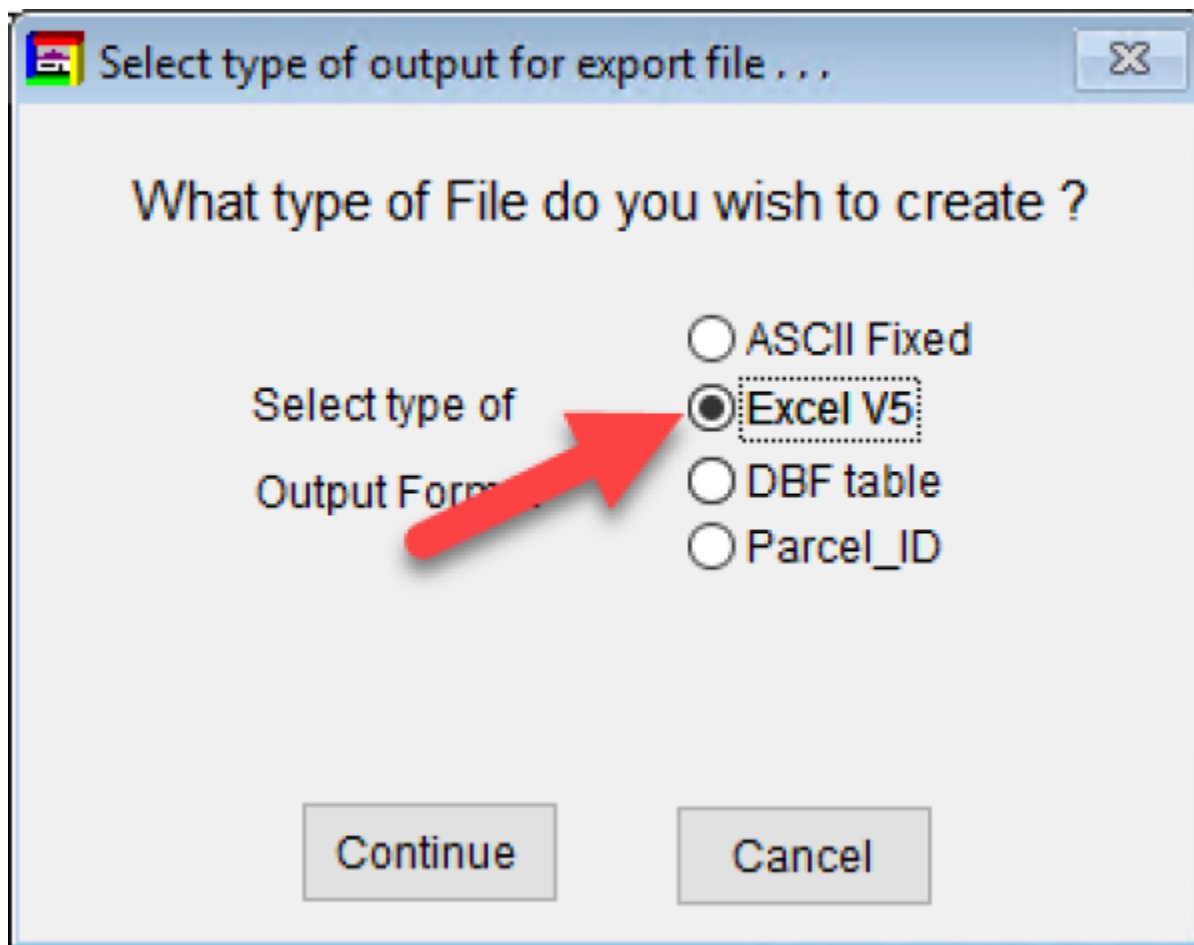 Select type of output for export file . . .
What type of File do you wish to create ?
ASCII Fixed
Select type of
Excel V5
Output
DBF table
Parcel_ID
Continue
Cancel